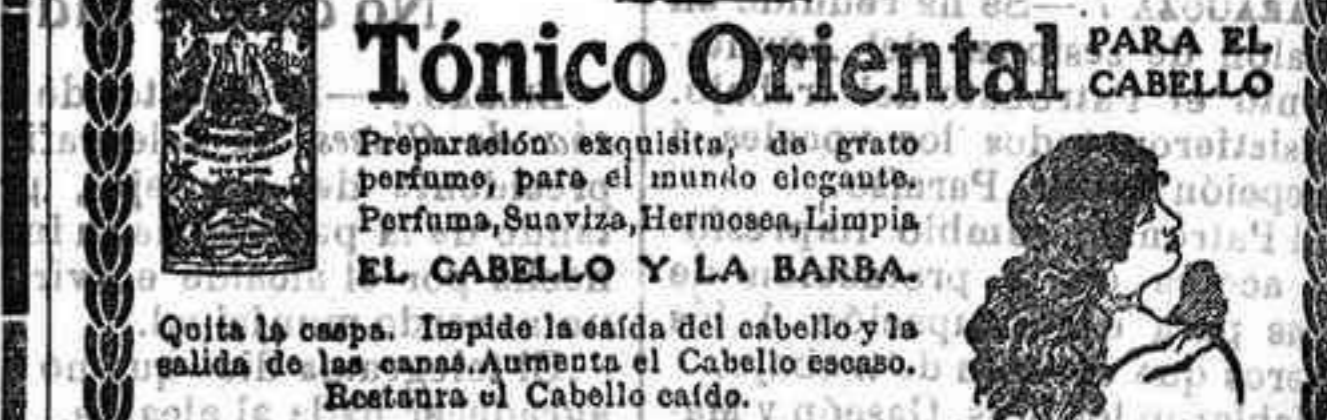 Tónico Oriental PARA EL CABELLO
Preparación exquisita, de grato
perfume, para el mundo elegante.
Perfuma, Suaviza, Hermosea, Limpia
EL CABELLO Y LA BARBA.
Quita la caspa. Impide la caída del cabello y la
salida de las canas. Aumenta el Cabello escaso.
Restaura el Cabello caído.